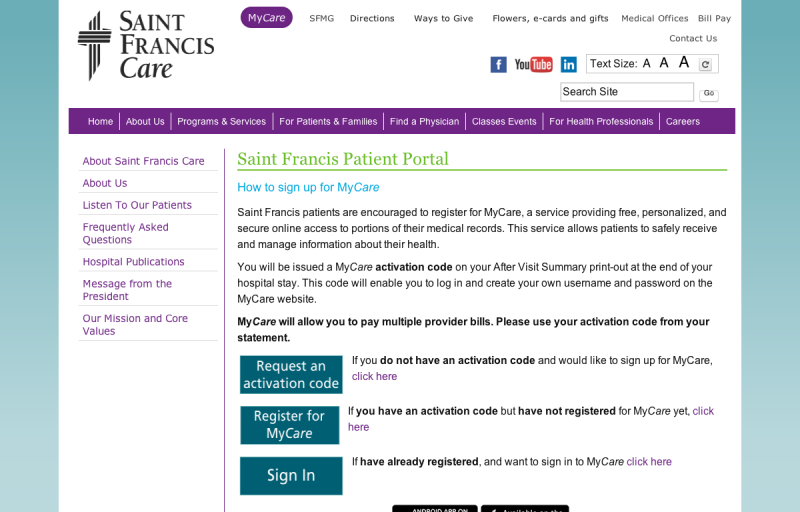 SAINT
FRANCIS
Care
MyCare SFMG Directions Ways to Give Flowers, e-cards and gifts Medical Offices Bill Pay
Contact Us
f YouTube in Text Size: A A A
Search Site Go
Home About Us Programs & Services For Patients & Families Find a Physician Classes Events For Health Professionals Careers
About Saint Francis Care
About Us
Listen To Our Patients
Frequently Asked
Questions
Hospital Publications
Message from the
President
Our Mission and Core
Values
Saint Francis Patient Portal
How to sign up for MyCare
Saint Francis patients are encouraged to register for MyCare, a service providing free, personalized, and
secure online access to portions of their medical records. This service allows patients to safely receive
and manage information about their health.
You will be issued a MyCare activation code on your After Visit Summary print-out at the end of your
hospital stay. This code will enable you to log in and create your own username and password on the
MyCare website.
MyCare will allow you to pay multiple provider bills. Please use your activation code from your
statement.
Request an
activation code
If you do not have an activation code and would like to sign up for MyCare,
click here
Register for
MyCare
If you have an activation code but have not registered for MyCare yet, click
here
Sign In
If have already registered, and want to sign in to MyCare click here
ANDROID APP ON Available on the